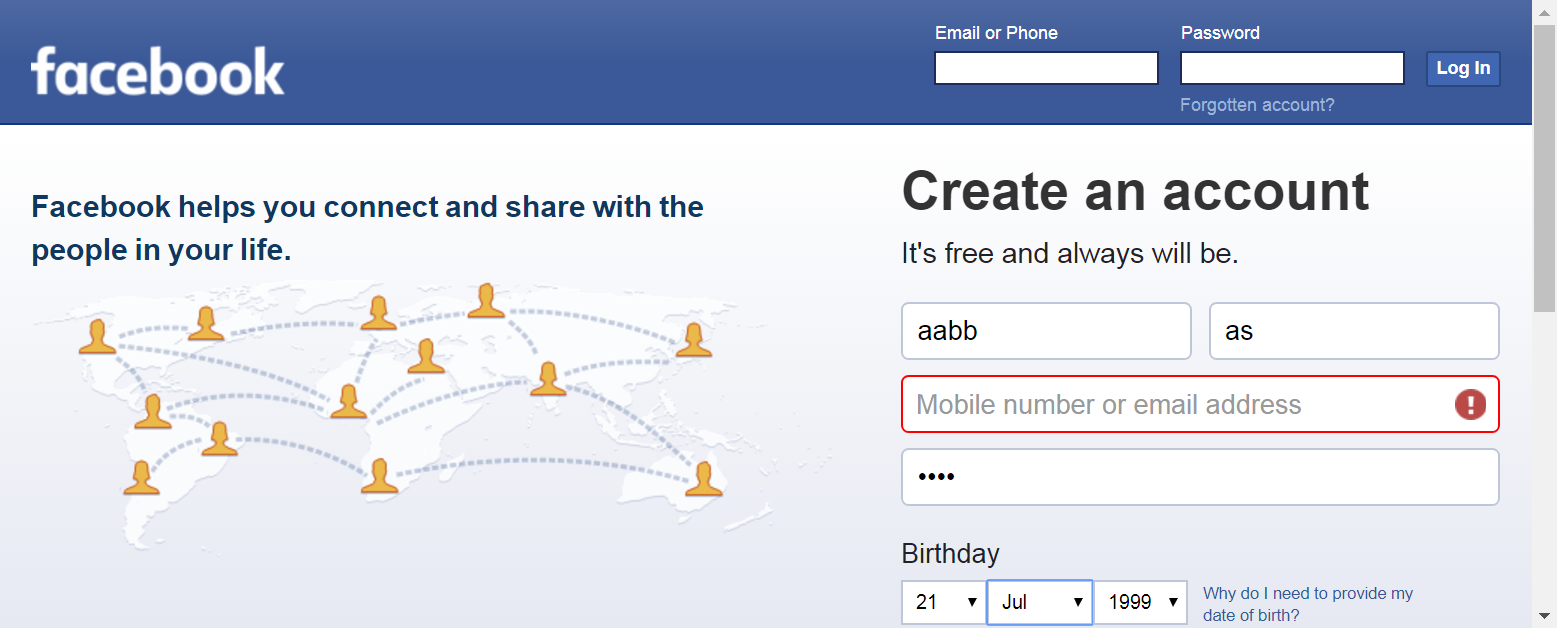 facebook
Email or Phone
Password
Log In
Forgotten account?
Facebook helps you connect and share with the
people in your life.
Create an account
It's free and always will be.
aabb
as
Mobile number or email address
••••
Birthday
21
Jul
1999
Why do I need to provide my
date of birth?